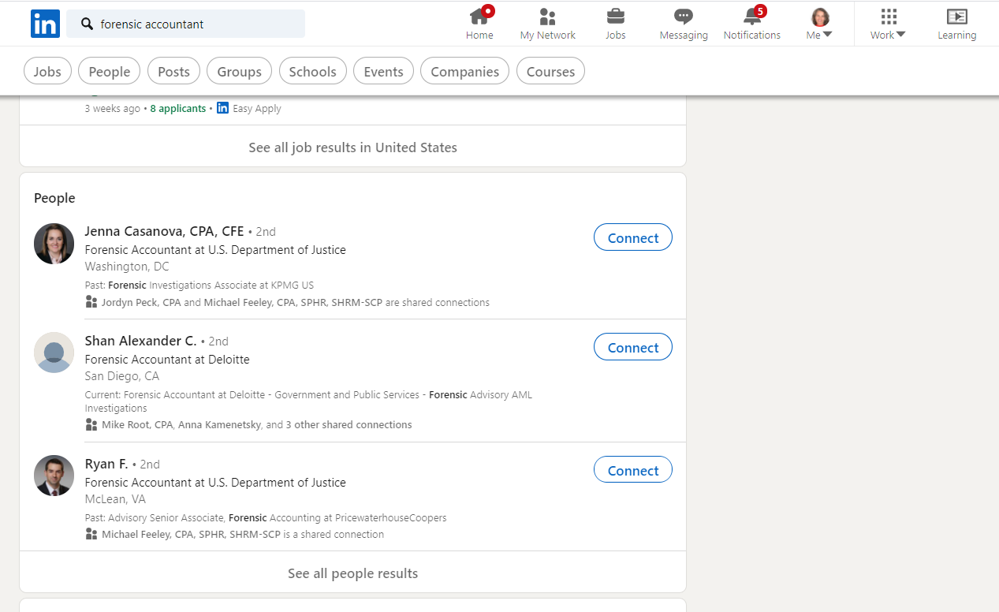 in
forensic accountant
Home
My Network
Jobs
Messaging
5
Notifications
Me
Work
Learning
Jobs
People
Posts
Groups
Schools
Events
Companies
Courses
3 weeks ago • 8 applicants • in Easy Apply
See all job results in United States
People
Jenna Casanova, CPA, CFE • 2nd
Connect
Forensic Accountant at U.S. Department of Justice
Washington, DC
Past: Forensic Investigations Associate at KPMG US
Jordyn Peck, CPA and Michael Feeley, CPA, SPHR, SHRM-SCP are shared connections
Shan Alexander C. • 2nd
Connect
Forensic Accountant at Deloitte
San Diego, CA
Current: Forensic Accountant at Deloitte - Government and Public Services - Forensic Advisory AML
Investigations
Mike Root, CPA, Anna Kamenetsky, and 3 other shared connections
Ryan F. • 2nd
Connect
Forensic Accountant at U.S. Department of Justice
McLean, VA
Past: Advisory Senior Associate, Forensic Accounting at PricewaterhouseCoopers
Michael Feeley, CPA, SPHR, SHRM-SCP is a shared connection
See all people results